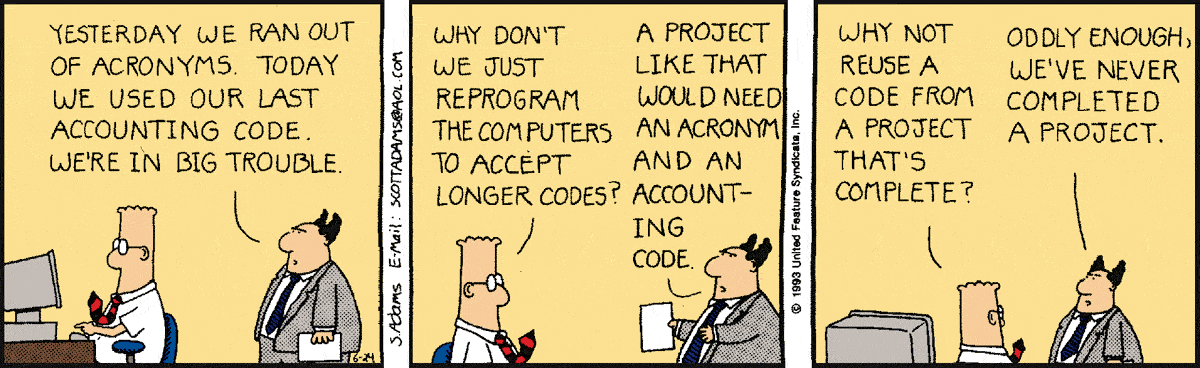 YESTERDAY WE RAN OUT
OF ACRONYMS. TODAY
WE USED OUR LAST
ACCOUNTING CODE.
WE'RE IN BIG TROUBLE.
6-24
S.Adams E-Mail: SCOTTADAMS@AOL.COM
WHY DON'T
WE JUST
REPROGRAM
THE COMPUTERS
TO ACCEPT
LONGER CODES?
A PROJECT
LIKE THAT
WOULD NEED
AN ACRONYM
AND AN
ACCOUNT-
ING
CODE.
© 1993 United Feature Syndicate, Inc.
WHY NOT
REUSE A
CODE FROM
A PROJECT
THAT'S
COMPLETE?
ODDLY ENOUGH,
WE'VE NEVER
COMPLETED
A PROJECT.